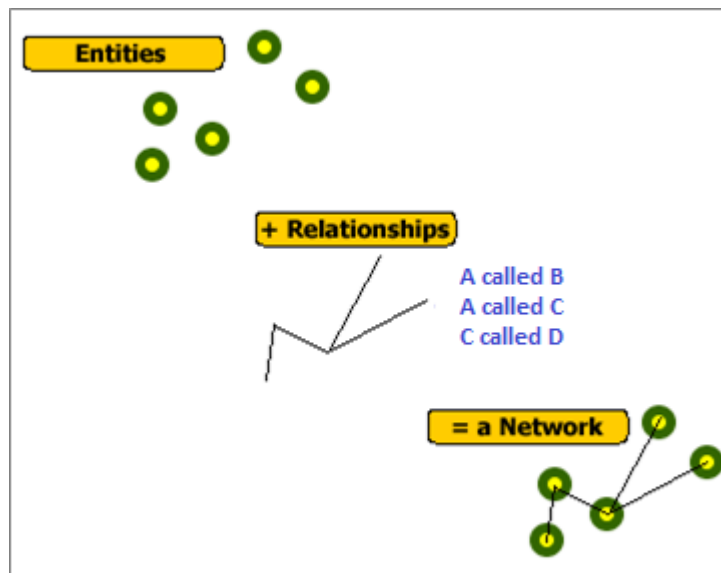 Entities
+ Relationships
A called B
A called C
C called D
= a Network